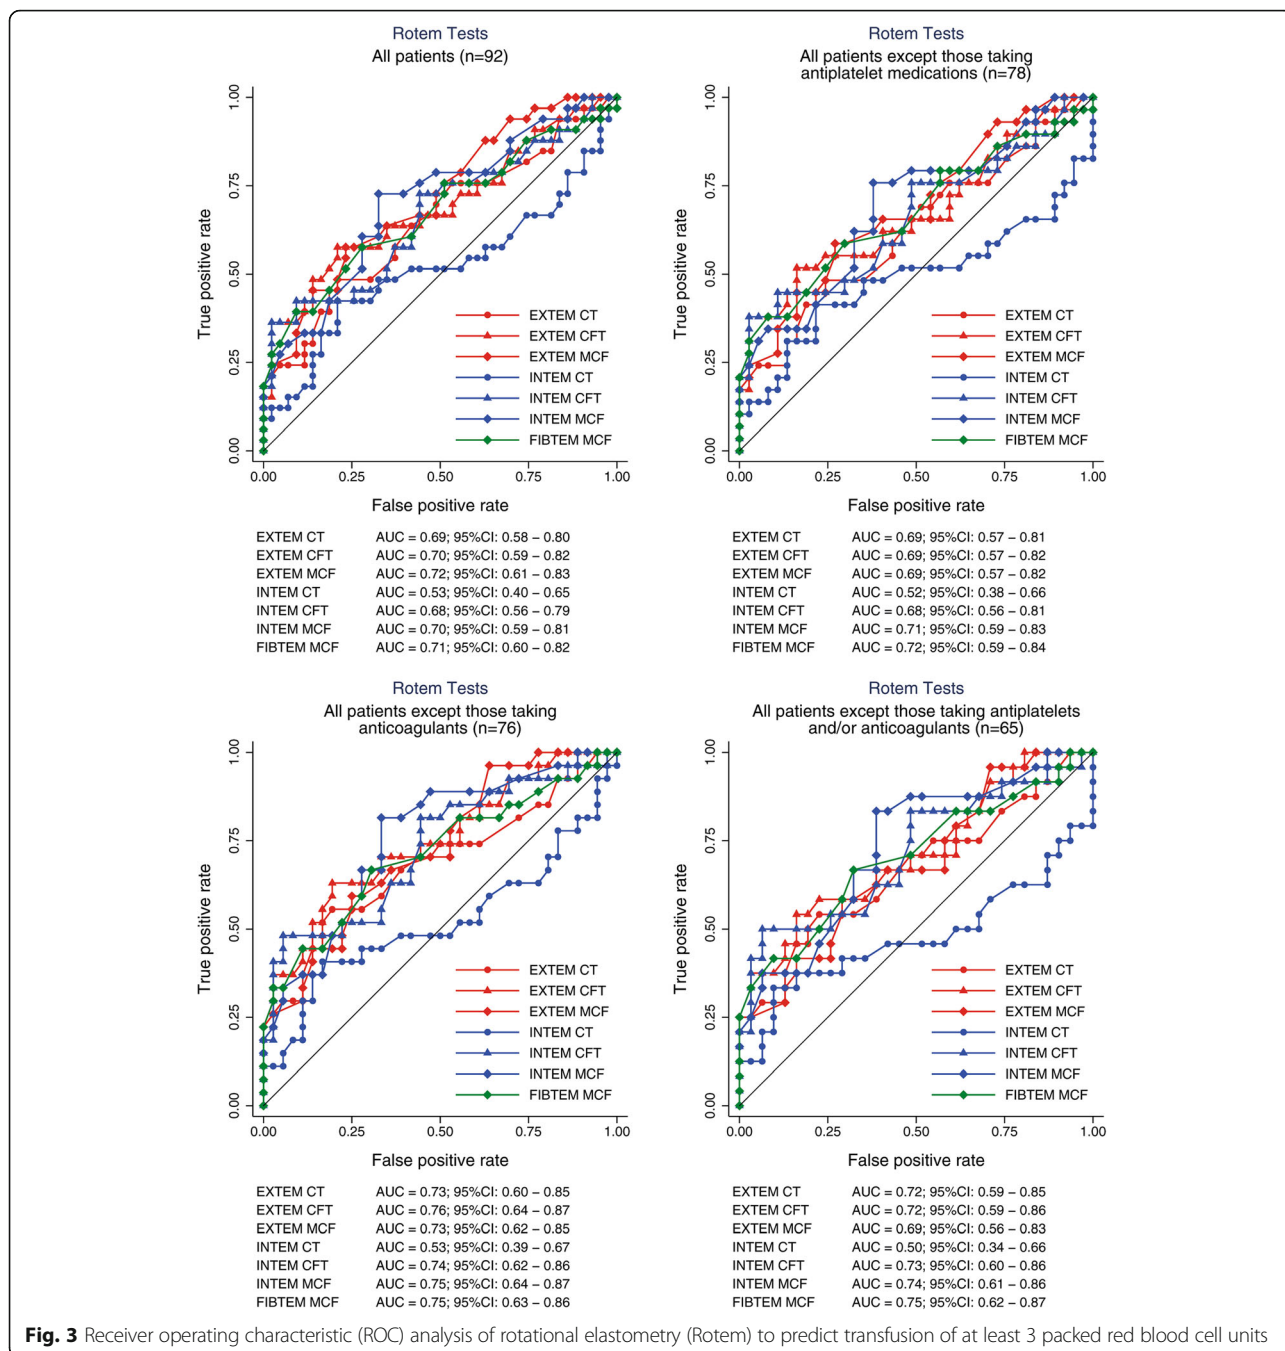 Rotem Tests
All patients (n=92)
1.00
0.75
0.50
0.25
0.00
True positive rate
EXTEM CT
EXTEM CFT
EXTEM MCF
INTEM CT
INTEM CFT
INTEM MCF
FIBTEM MCF
0.00 0.25 0.50 0.75 1.00
False positive rate
EXTEM CT AUC = 0.69; 95%CI: 0.58 – 0.80
EXTEM CFT AUC = 0.70; 95%CI: 0.59 – 0.82
EXTEM MCF AUC = 0.72; 95%CI: 0.61 – 0.83
INTEM CT AUC = 0.53; 95%CI: 0.40 – 0.65
INTEM CFT AUC = 0.68; 95%CI: 0.56 – 0.79
INTEM MCF AUC = 0.70; 95%CI: 0.59 – 0.81
FIBTEM MCF AUC = 0.71; 95%CI: 0.60 – 0.82
Rotem Tests
All patients except those taking
antiplatelet medications (n=78)
1.00
0.75
0.50
0.25
0.00
True positive rate
EXTEM CT
EXTEM CFT
EXTEM MCF
INTEM CT
INTEM CFT
INTEM MCF
FIBTEM MCF
0.00 0.25 0.50 0.75 1.00
False positive rate
EXTEM CT AUC = 0.69; 95%CI: 0.57 – 0.81
EXTEM CFT AUC = 0.69; 95%CI: 0.57 – 0.82
EXTEM MCF AUC = 0.69; 95%CI: 0.57 – 0.82
INTEM CT AUC = 0.52; 95%CI: 0.38 – 0.66
INTEM CFT AUC = 0.68; 95%CI: 0.56 – 0.81
INTEM MCF AUC = 0.71; 95%CI: 0.59 – 0.83
FIBTEM MCF AUC = 0.72; 95%CI: 0.59 – 0.84
Rotem Tests
All patients except those taking
anticoagulants (n=76)
1.00
0.75
0.50
0.25
0.00
True positive rate
EXTEM CT
EXTEM CFT
EXTEM MCF
INTEM CT
INTEM CFT
INTEM MCF
FIBTEM MCF
0.00 0.25 0.50 0.75 1.00
False positive rate
EXTEM CT AUC = 0.73; 95%CI: 0.60 – 0.85
EXTEM CFT AUC = 0.76; 95%CI: 0.64 – 0.87
EXTEM MCF AUC = 0.73; 95%CI: 0.62 – 0.85
INTEM CT AUC = 0.53; 95%CI: 0.39 – 0.67
INTEM CFT AUC = 0.74; 95%CI: 0.62 – 0.86
INTEM MCF AUC = 0.75; 95%CI: 0.64 – 0.87
FIBTEM MCF AUC = 0.75; 95%CI: 0.63 – 0.86
Rotem Tests
All patients except those taking antiplatelets
and/or anticoagulants (n=65)
1.00
0.75
0.50
0.25
0.00
True positive rate
EXTEM CT
EXTEM CFT
EXTEM MCF
INTEM CT
INTEM CFT
INTEM MCF
FIBTEM MCF
0.00 0.25 0.50 0.75 1.00
False positive rate
EXTEM CT AUC = 0.72; 95%CI: 0.59 – 0.85
EXTEM CFT AUC = 0.72; 95%CI: 0.59 – 0.86
EXTEM MCF AUC = 0.69; 95%CI: 0.56 – 0.83
INTEM CT AUC = 0.50; 95%CI: 0.34 – 0.66
INTEM CFT AUC = 0.73; 95%CI: 0.60 – 0.86
INTEM MCF AUC = 0.74; 95%CI: 0.61 – 0.86
FIBTEM MCF AUC = 0.75; 95%CI: 0.62 – 0.87
Fig. 3 Receiver operating characteristic (ROC) analysis of rotational elastometry (Rotem) to predict transfusion of at least 3 packed red blood cell units